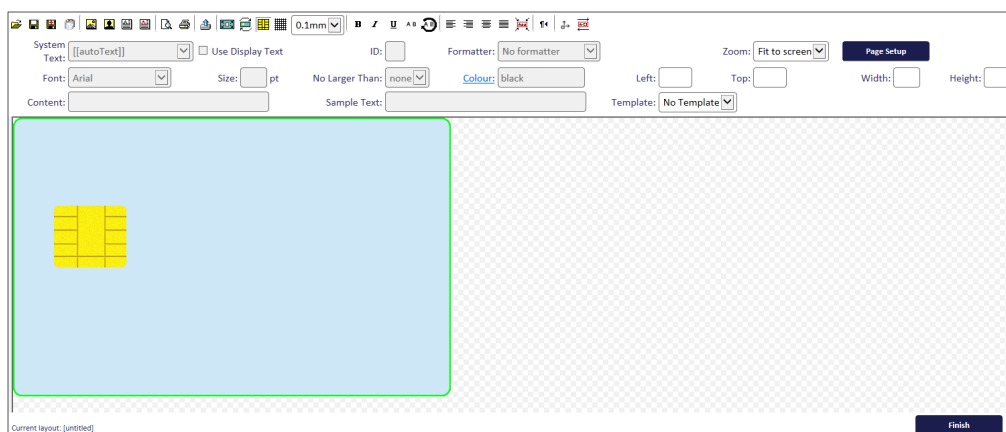 0.1mm B I U
System Text: [[autoText]] Use Display Text ID: Formatter: No formatter Zoom: Fit to screen Page Setup
Font: Arial Size: pt No Larger Than: none Colour: black Left: Top: Width: Height:
Content: Sample Text: Template: No Template
Current layout: [untitled] Finish